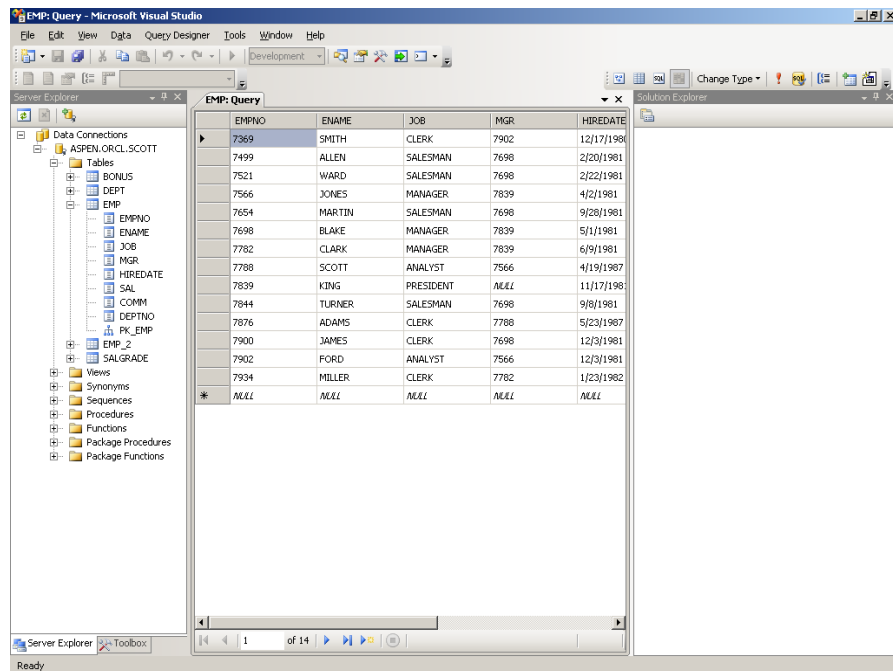 EMP: Query - Microsoft Visual Studio
File Edit View Data Query Designer Tools Window Help
Development
Change Type
Server Explorer
EMP: Query
Solution Explorer
Data Connections
ASPEN.ORCL.SCOTT
Tables
BONUS
DEPT
EMP
EMPNO
ENAME
JOB
MGR
HIREDATE
SAL
COMM
DEPTNO
PK_EMP
EMP_2
SALGRADE
Views
Synonyms
Sequences
Procedures
Functions
Package Procedures
Package Functions
EMPNO ENAME JOB MGR HIREDATE
7369 SMITH CLERK 7902 12/17/1980
7499 ALLEN SALESMAN 7698 2/20/1981
7521 WARD SALESMAN 7698 2/22/1981
7566 JONES MANAGER 7839 4/2/1981
7654 MARTIN SALESMAN 7698 9/28/1981
7698 BLAKE MANAGER 7839 5/1/1981
7782 CLARK MANAGER 7839 6/9/1981
7788 SCOTT ANALYST 7566 4/19/1987
7839 KING PRESIDENT NULL 11/17/198
7844 TURNER SALESMAN 7698 9/8/1981
7876 ADAMS CLERK 7788 5/23/1987
7900 JAMES CLERK 7698 12/3/1981
7902 FORD ANALYST 7566 12/3/1981
7934 MILLER CLERK 7782 1/23/1982
NULL NULL NULL NULL NULL
1 of 14
Server Explorer Toolbox
Ready